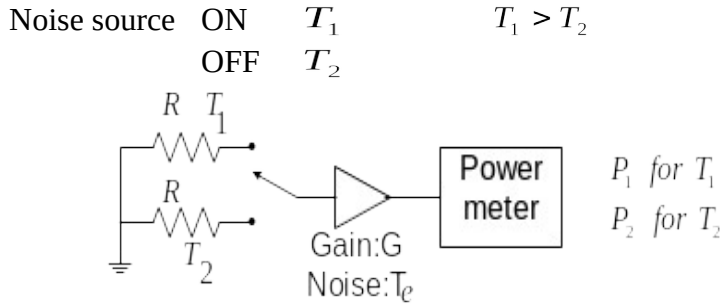 Noise source ON T₁ T₁ > T₂
OFF T₂
R T₁
R
T₂
Gain:G
Noise:Tₑ
Power
meter
P₁ for T₁
P₂ for T₂